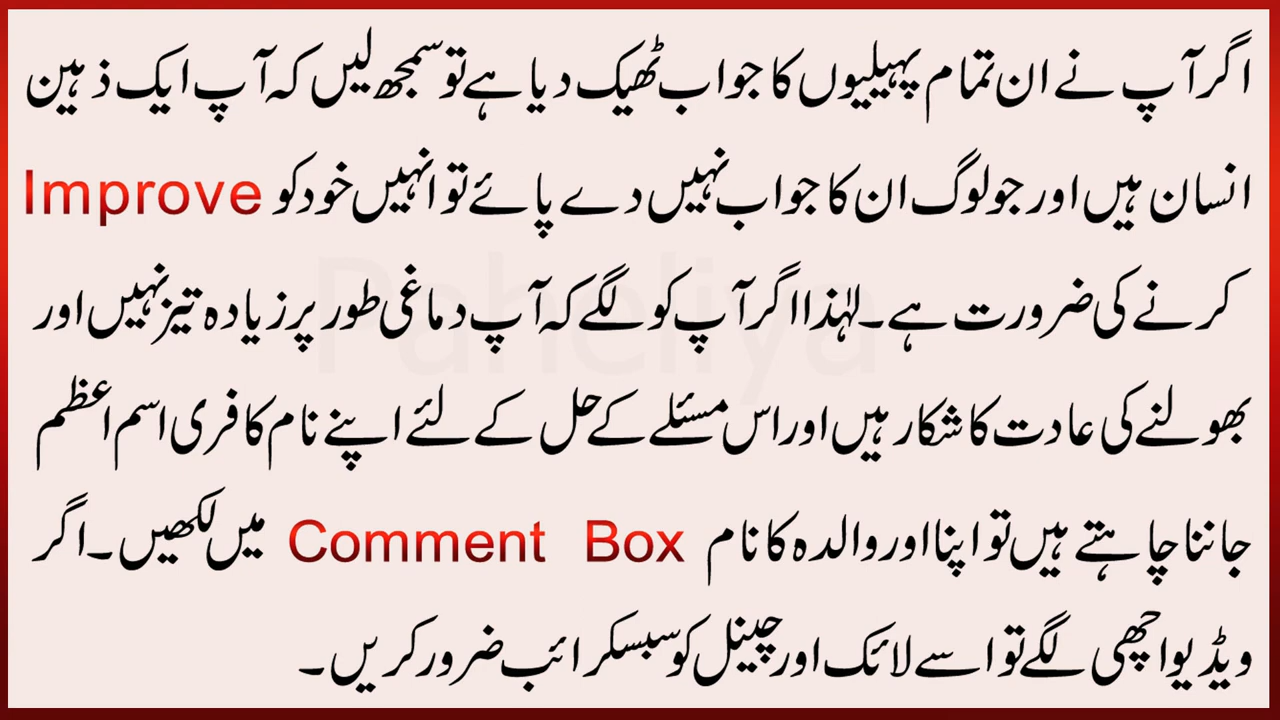 اگر آپ نے ان تمام پہیلیوں کا جواب ٹھیک دیا ہے تو سمجھ لیں کہ آپ ایک ذہین
انسان ہیں اور جو لوگ ان کا جواب نہیں دے پائے تو انہیں خود کو Improve
کرنے کی ضرورت ہے۔ لہٰذا اگر آپ کو لگے کہ آپ دماغی طور پر زیادہ تیز نہیں اور
بھولنے کی عادت کا شکار ہیں اور اس مسئلے کے حل کے لئے اپنے نام کا فری اسم اعظم
جاننا چاہتے ہیں تو اپنا اور والدہ کا نام Comment Box میں لکھیں۔ اگر
ویڈیو اچھی لگے تو اسے لائک اور چینل کو سبسکرائب ضرور کریں۔
Paheliya